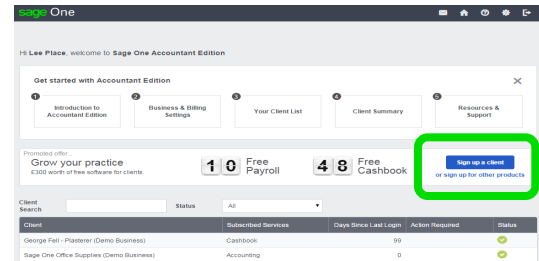 sage One
Hi Lee Place, welcome to Sage One Accountant Edition
Get started with Accountant Edition
1
Introduction to
Accountant Edition
2
Business & Billing
Settings
3
Your Client List
4
Client Summary
5
Resources &
Support
Promoted offer...
Grow your practice
£300 worth of free software for clients.
1 0 Free
Payroll
4 8 Free
Cashbook
Sign up a client
or sign up for other products
Client
Search
Status
All
Client Subscribed Services Days Since Last Login Action Required Status
George Fell - Plasterer (Demo Business) Cashbook 99
Sage One Office Supplies (Demo Business) Accounting 0